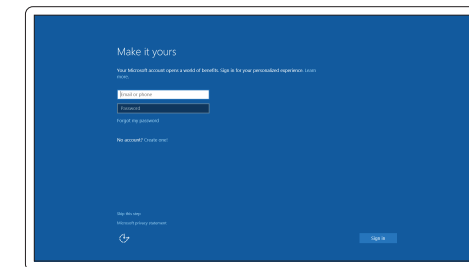 Make it yours
Your Microsoft account opens a world of benefits. Sign in for your personalized experience. Learn
more.
Email or phone
Password
Forgot my password
No account? Create one!
Skip this step
Microsoft privacy statement
Sign in